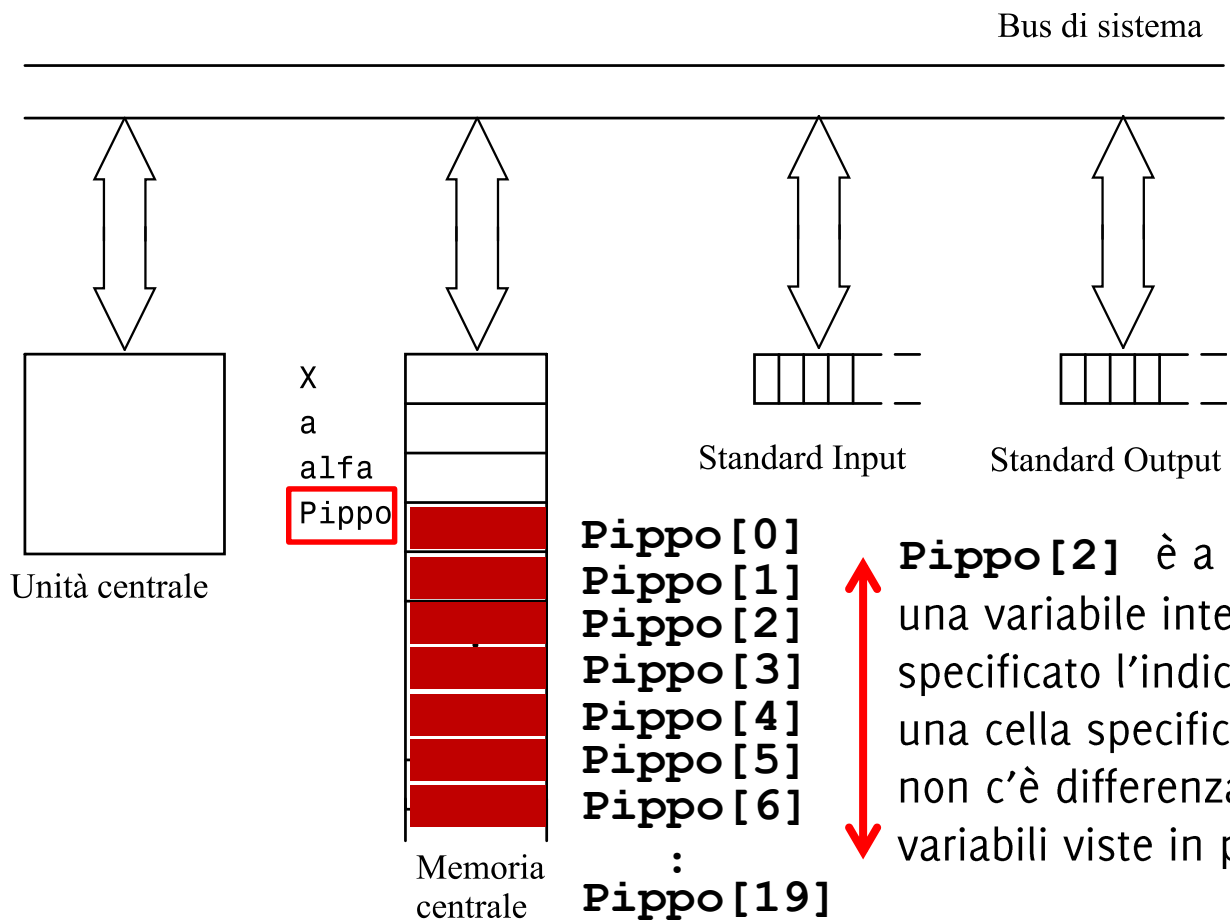 Bus di sistema
X
a
alfa
Pippo
Standard Input
Standard Output
Unità centrale
Pippo[0]
Pippo[1]
Pippo[2]
Pippo[3]
Pippo[4]
Pippo[5]
Pippo[6]
:
Pippo[19]
Pippo[2] è a
una variabile inte
specificato l'indic
una cella specific
non c'è differenza
variabili viste in p
Memoria
centrale